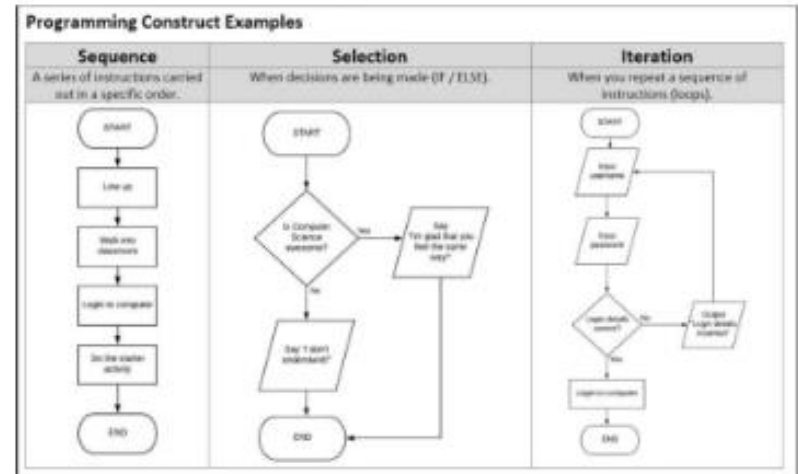 Programming Construct Examples
Sequence
A series of instructions carried
out in a specific order.
START
Line up
Walk into
classroom
Login to computer
Do the starter
activity
END
Selection
When decisions are being made (IF / ELSE).
START
Is Computer
Science
awesome?
Yes
Say
"I'm glad that you
feel the same
way!"
No
Say "I don't
understand!"
END
Iteration
When you repeat a sequence of
instructions (loops).
START
Input
username
Input
password
Login details
correct?
No
Output
"Login details
incorrect"
Yes
Login to computer
END